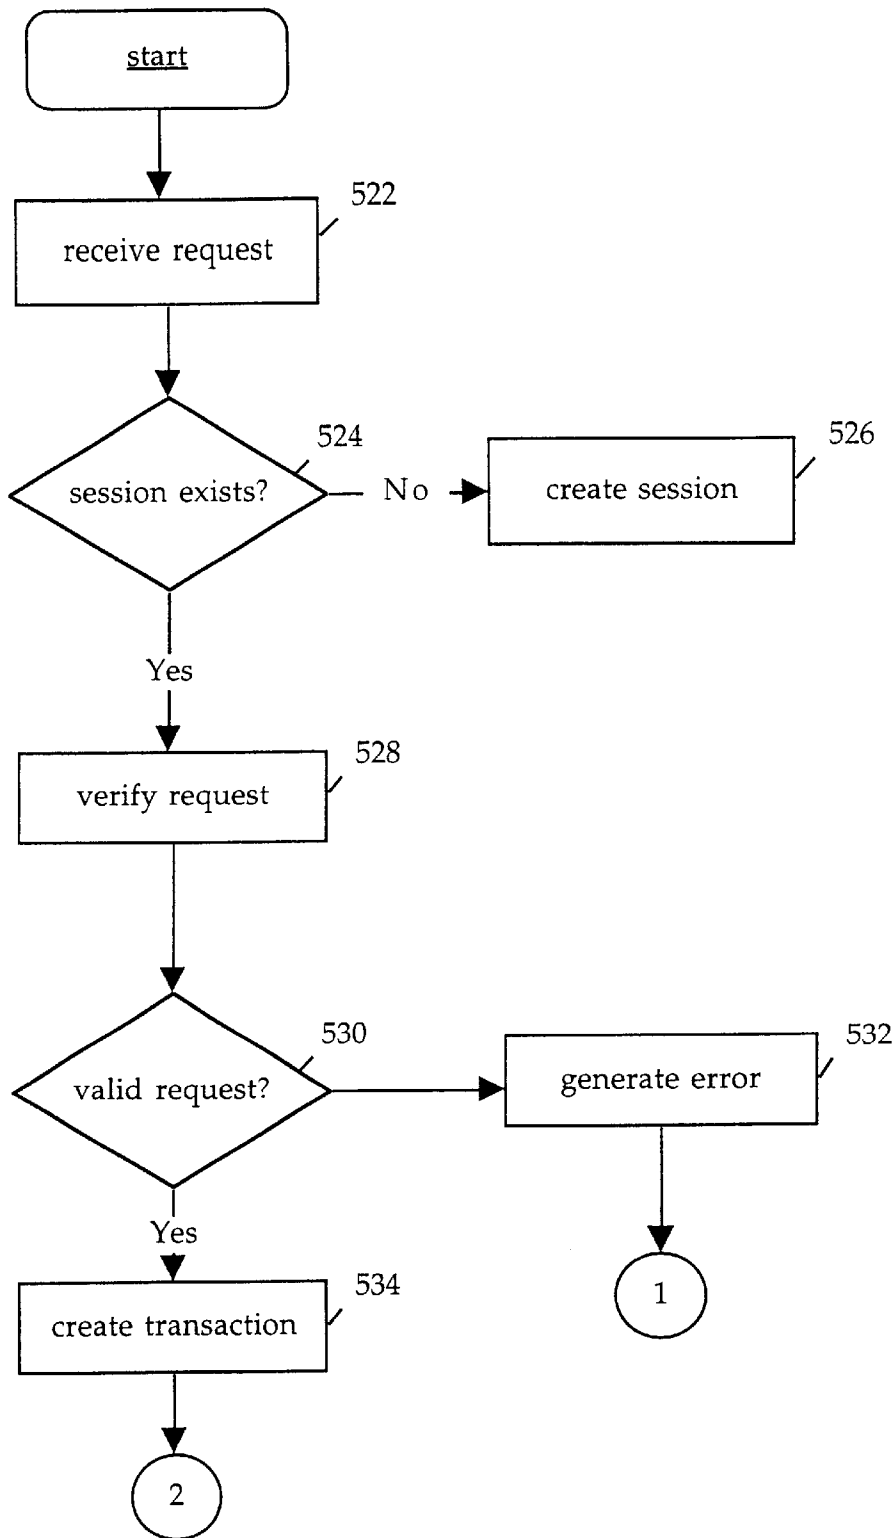 start
522
receive request
524
session exists?
No
526
create session
Yes
528
verify request
530
valid request?
532
generate error
Yes
1
534
create transaction
2